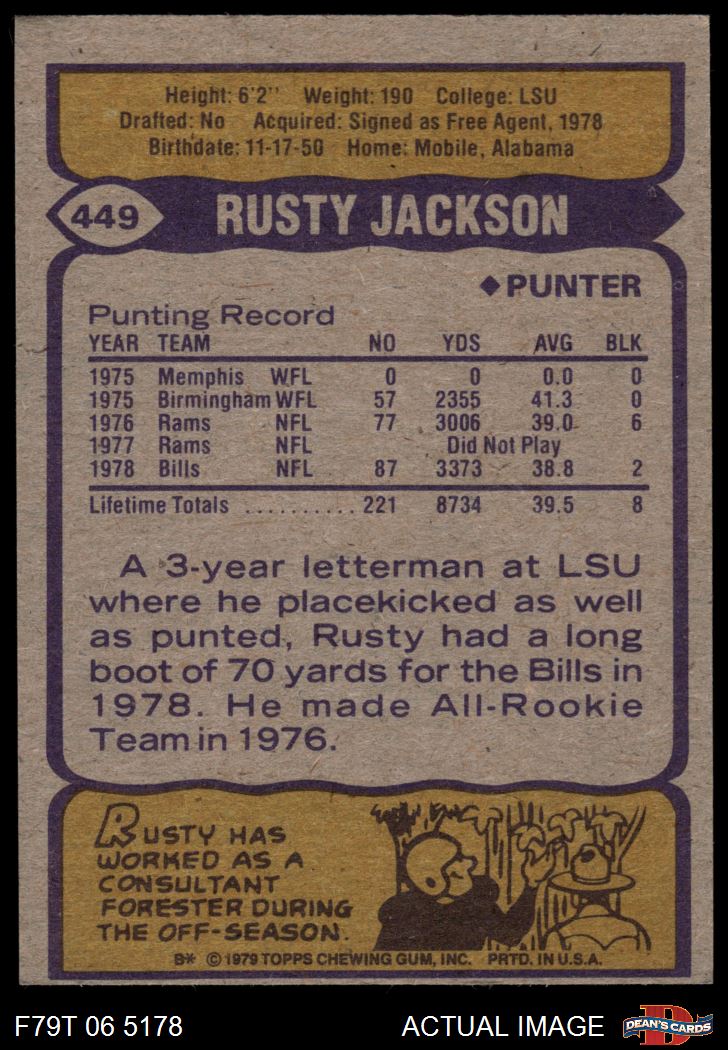 Height: 6'2" Weight: 190 College: LSU
Drafted: No Acquired: Signed as Free Agent, 1978
Birthdate: 11-17-50 Home: Mobile, Alabama
449 RUSTY JACKSON
◆PUNTER
Punting Record
YEAR TEAM NO YDS AVG BLK
1975 Memphis WFL 0 0 0.0 0
1975 Birmingham WFL 57 2355 41.3 0
1976 Rams NFL 77 3006 39.0 6
1977 Rams NFL Did Not Play
1978 Bills NFL 87 3373 38.8 2
Lifetime Totals .......... 221 8734 39.5 8
A 3-year letterman at LSU
where he placekicked as well
as punted, Rusty had a long
boot of 70 yards for the Bills in
1978. He made All-Rookie
Team in 1976.
RUSTY HAS
WORKED AS A
CONSULTANT
FORESTER DURING
THE OFF-SEASON.
B* © 1979 TOPPS CHEWING GUM, INC. PRTD. IN U.S.A.
F79T 06 5178 ACTUAL IMAGE D DEAN'S CARDS